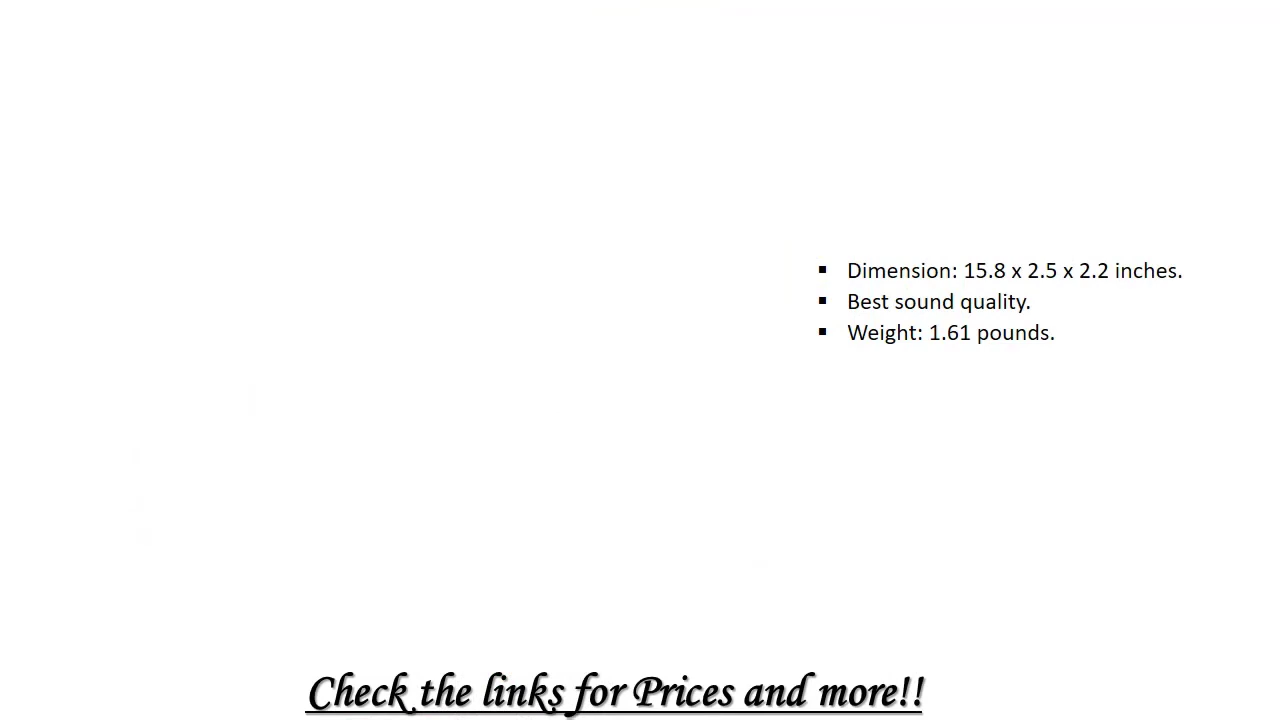 ▪ Dimension: 15.8 x 2.5 x 2.2 inches.
▪ Best sound quality.
▪ Weight: 1.61 pounds.
Check the links for Prices and more!!